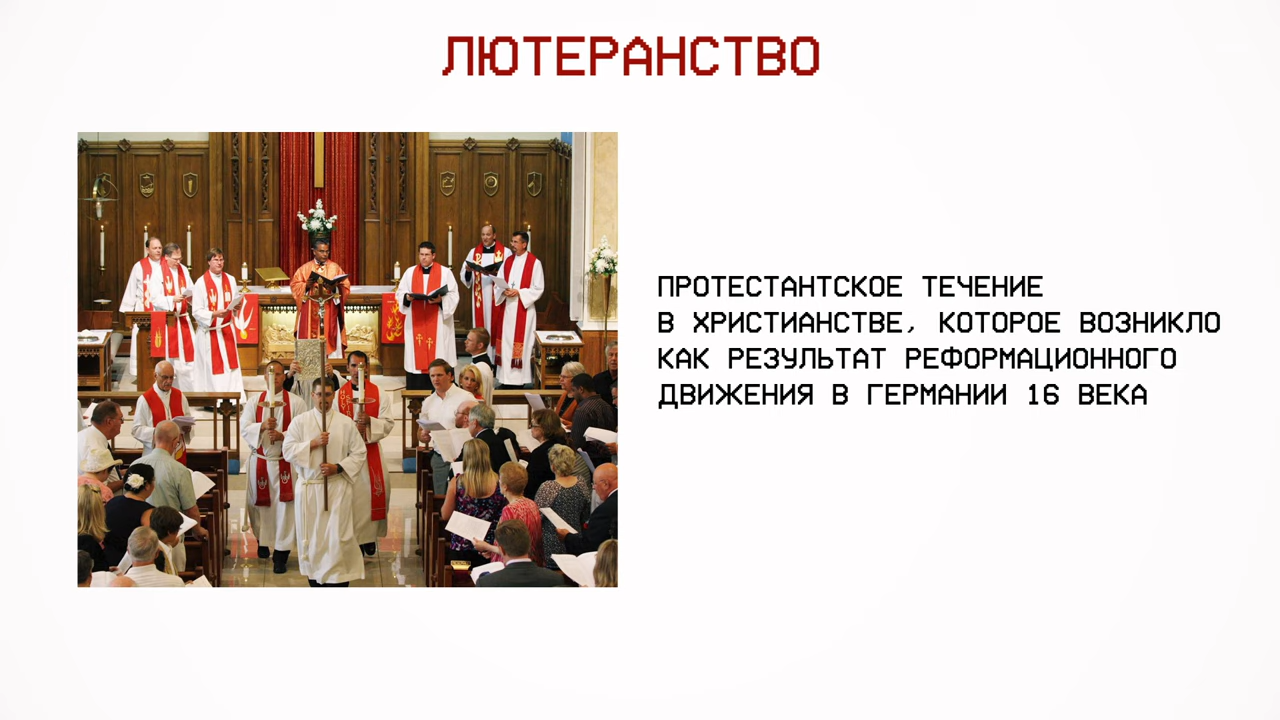 ЛЮТЕРАНСТВО
ПРОТЕСТАНТСКОЕ ТЕЧЕНИЕ
В ХРИСТИАНСТВЕ, КОТОРОЕ ВОЗНИКЛО
КАК РЕЗУЛЬТАТ РЕФОРМАЦИОННОГО
ДВИЖЕНИЯ В ГЕРМАНИИ 16 ВЕКА